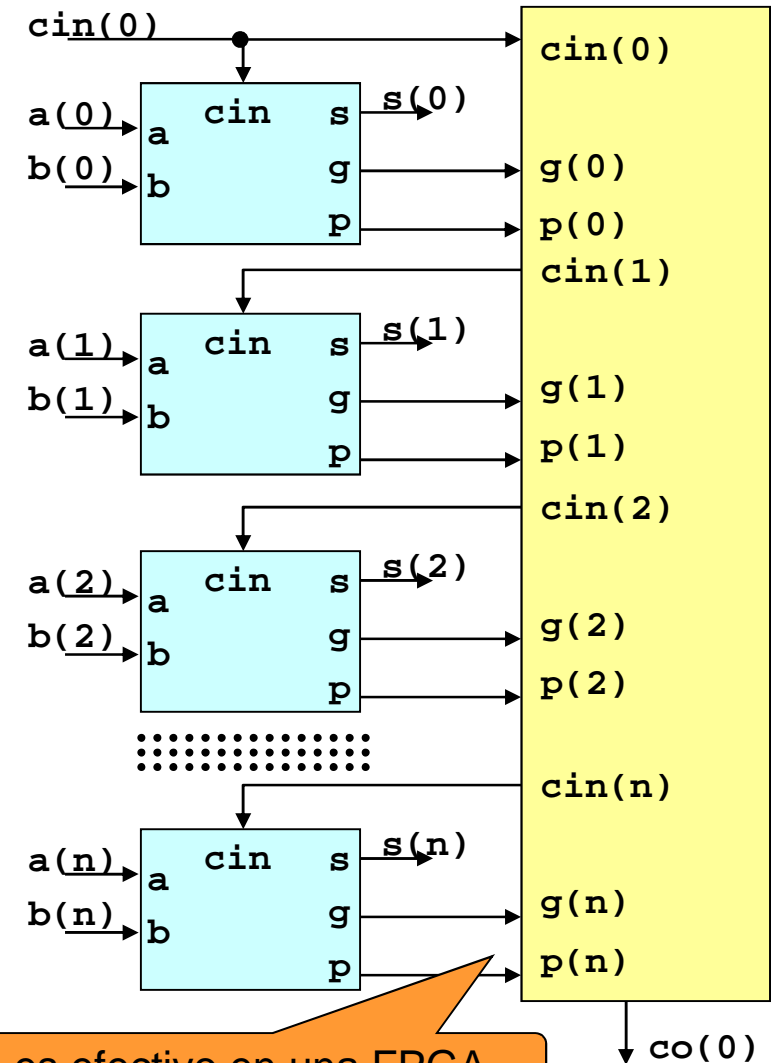 cin(0)
cin(0)
a(0) a cin s s(0)
b(0) b g g(0)
p p(0)
cin(1)
a(1) a cin s s(1)
b(1) b g g(1)
p p(1)
cin(2)
a(2) a cin s s(2)
b(2) b g g(2)
p p(2)
cin(n)
a(n) a cin s s(n)
b(n) b g g(n)
p p(n)
es efectivo en una FPGA
co(0)